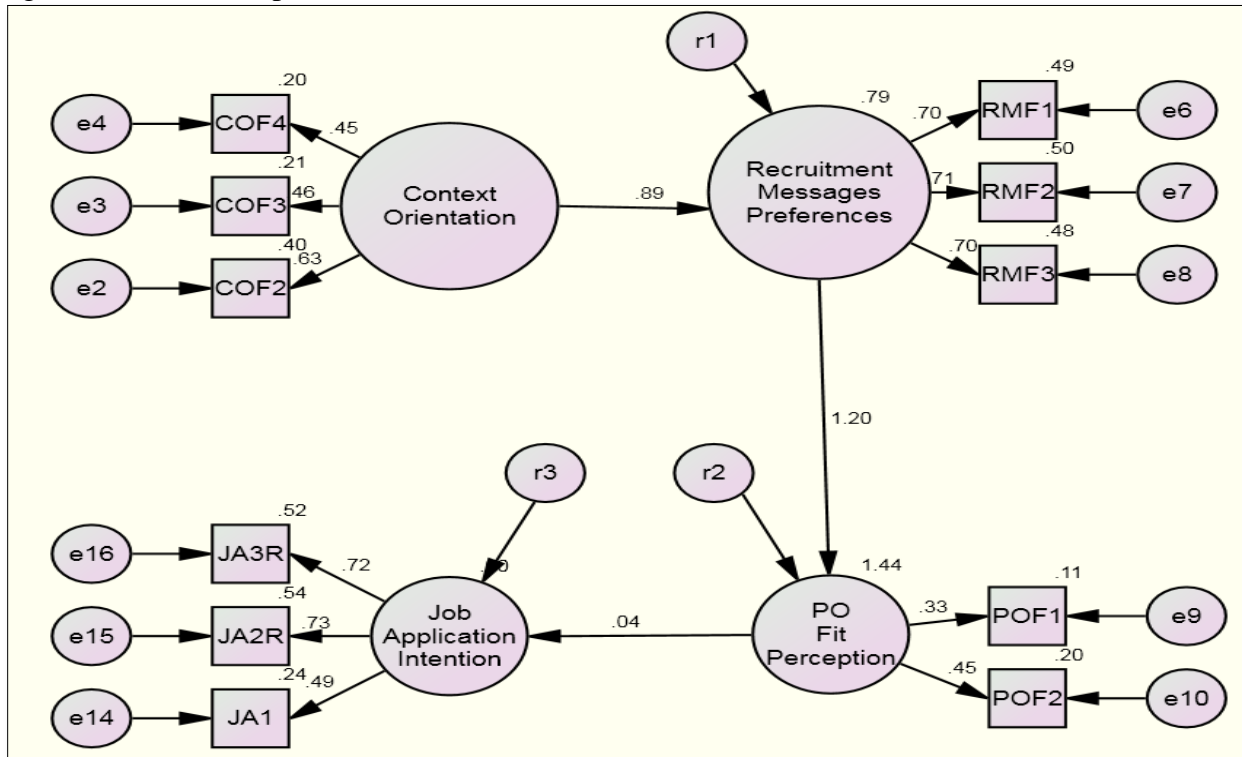 r1
.20
.49
e4
COF4
.45
.79
.70
RMF1
e6
.21
.50
e3
COF3
46
Context
Orientation
.89
Recruitment
Messages
Preferences
71
RMF2
e7
.40
.48
e2
COF2
.63
.70
RMF3
e8
1.20
r3
r2
.52
e16
JA3R
.72
1.44
.11
.54
e15
JA2R
.73
Job
Application
Intention
.04
PO
Fit
Perception
.33
POF1
e9
.24
.20
e14
JA1
.49
.45
POF2
e10